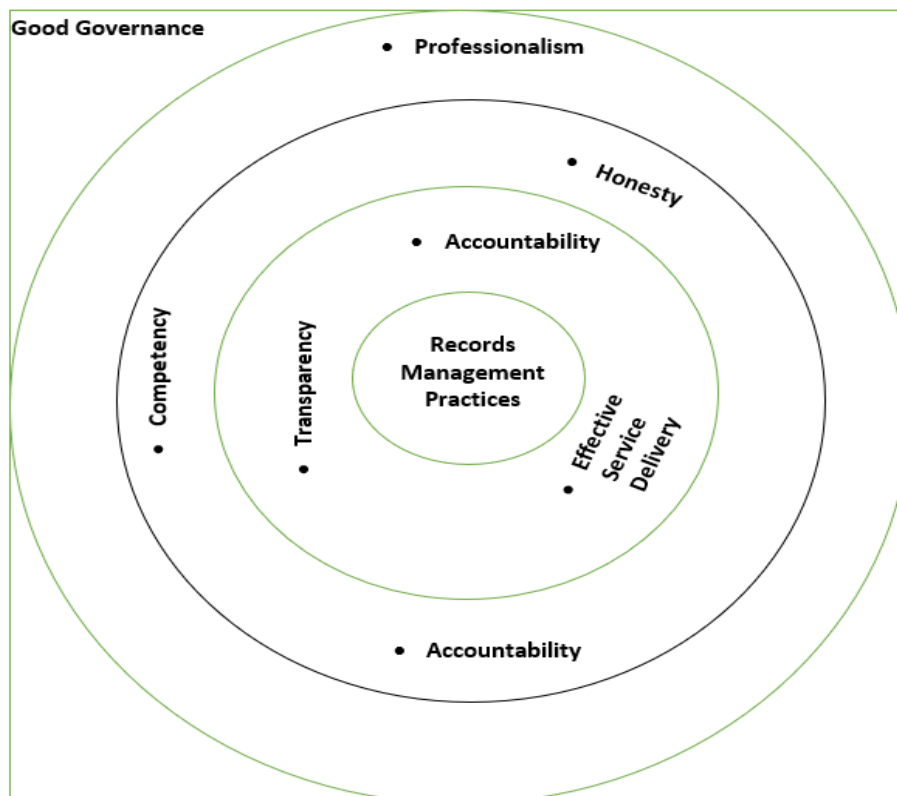 Good Governance
• Professionalism
• Honesty
• Accountability
Records
Management
Practices
• Competency
• Transparency
• Effective
Service
Delivery
• Accountability